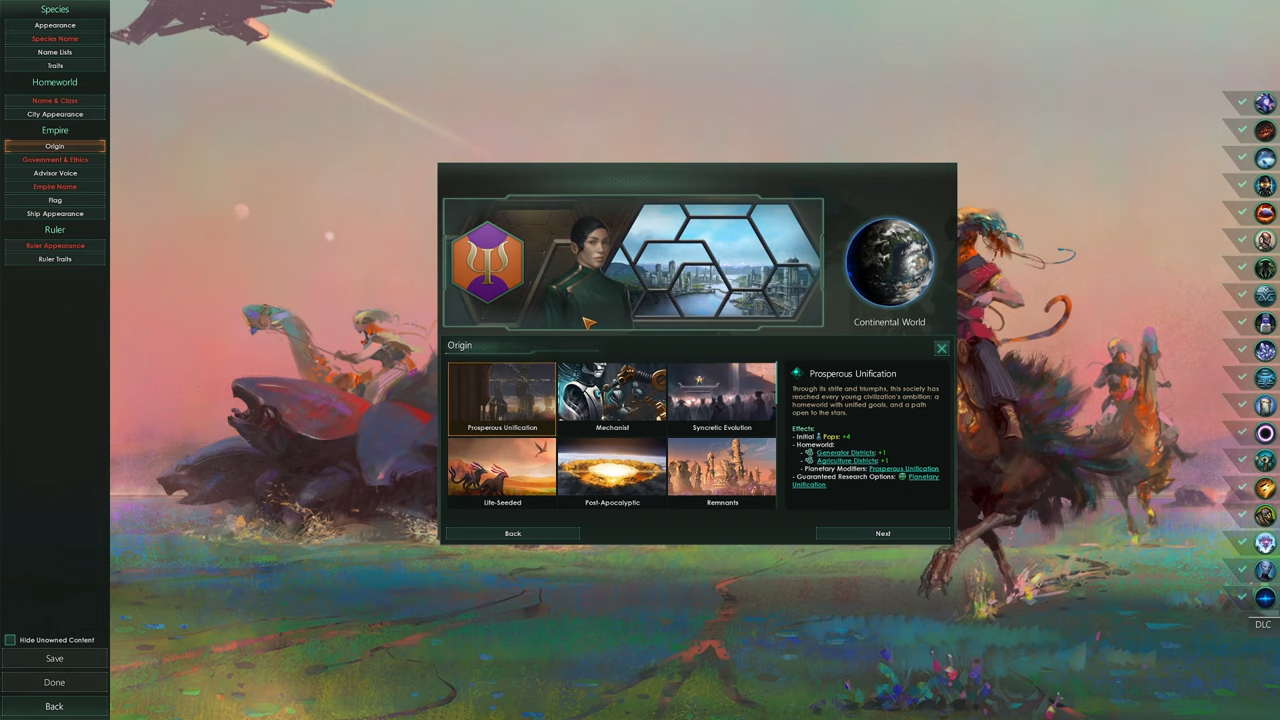 Species
Appearance
Species Name
Name Lists
Traits
Homeworld
Name & Class
City Appearance
Empire
Origin
Government & Ethics
Advisor Voice
Empire Name
Flag
Ship Appearance
Ruler
Ruler Appearance
Ruler Traits
Hide Unowned Content
Save
Done
Back
Continental World
Origin
Prosperous Unification
Mechanist
Syncretic Evolution
Life-Seeded
Post-Apocalyptic
Remnants
Prosperous Unification
Through its strife and triumphs, this society has
reached every young civilization's ambition: a
homeworld with unified goals, and a path
open to the stars.
Effects:
- Initial Pops: +4
- Homeworld:
- Generator Districts: +1
- Agriculture Districts: +1
- Planetary Modifiers: Prosperous Unification
- Guaranteed Research Options: Planetary
Unification
Back
Next
DLC